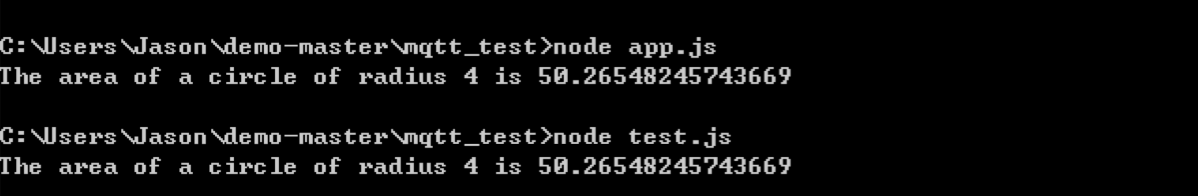 C:\Users\Jason\demo-master\mqtt_test>node app.js
The area of a circle of radius 4 is 50.26548245743669
C:\Users\Jason\demo-master\mqtt_test>node test.js
The area of a circle of radius 4 is 50.26548245743669